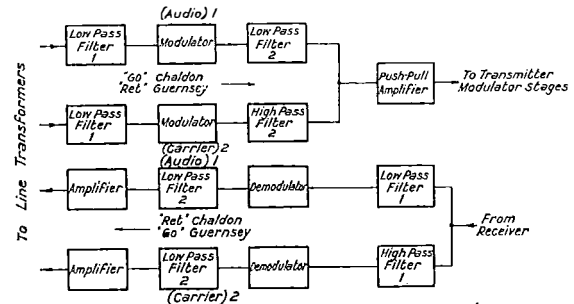 (Audio) 1
Low Pass
Filter
1
Modulator
Low Pass
Filter
2
"Go" Chaldon
"Ret" Guernsey
Push-Pull
Amplifier
To Transmitter
Modulator Stages
Low Pass
Filter
1
Modulator
High Pass
Filter
2
(Carrier) 2
To Line Transformers
(Audio) 1
Amplifier
Low Pass
Filter
2
Demodulator
Low Pass
Filter
1
"Ret" Chaldon
"Go" Guernsey
From
Receiver
Amplifier
Low Pass
Filter
2
Demodulator
High Pass
Filter
1
(Carrier) 2